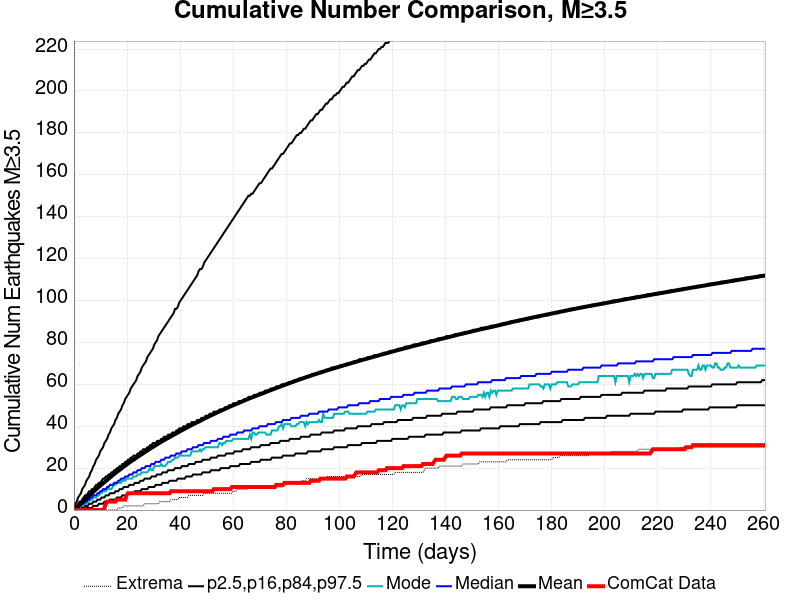 Cumulative Number Comparison, M≥3.5
Cumulative Num Earthquakes M≥3.5
220
200
180
160
140
120
100
80
60
40
20
0
0 20 40 60 80 100 120 140 160 180 200 220 240 260
Time (days)
Extrema p2.5,p16,p84,p97.5 Mode Median Mean ComCat Data